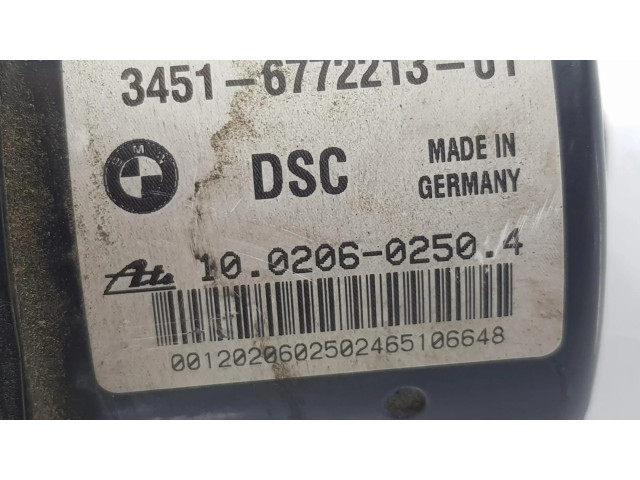 3451-6772213-01
BMW
DSC
MADE IN
GERMANY
Ate 10.0206-0250.4
0012020602502465106648